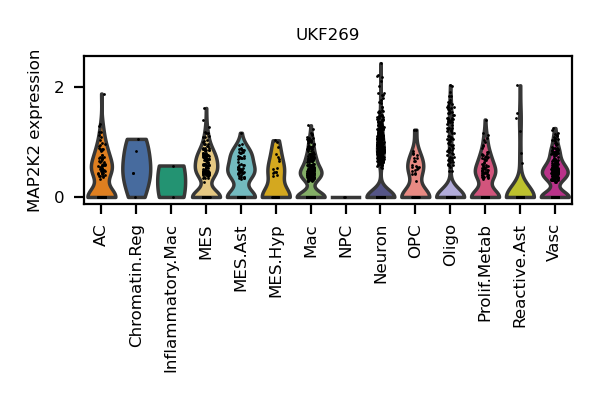 UKF269
MAP2K2 expression
2
0
AC
Chromatin.Reg
Inflammatory.Mac
MES
MES.Ast
MES.Hyp
Mac
NPC
Neuron
OPC
Oligo
Prolif.Metab
Reactive.Ast
Vasc